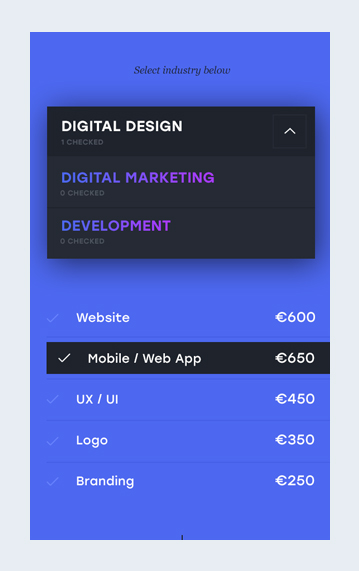 Select industry below
DIGITAL DESIGN
1 CHECKED
DIGITAL MARKETING
0 CHECKED
DEVELOPMENT
0 CHECKED
Website €600
Mobile / Web App €650
UX / UI €450
Logo €350
Branding €250